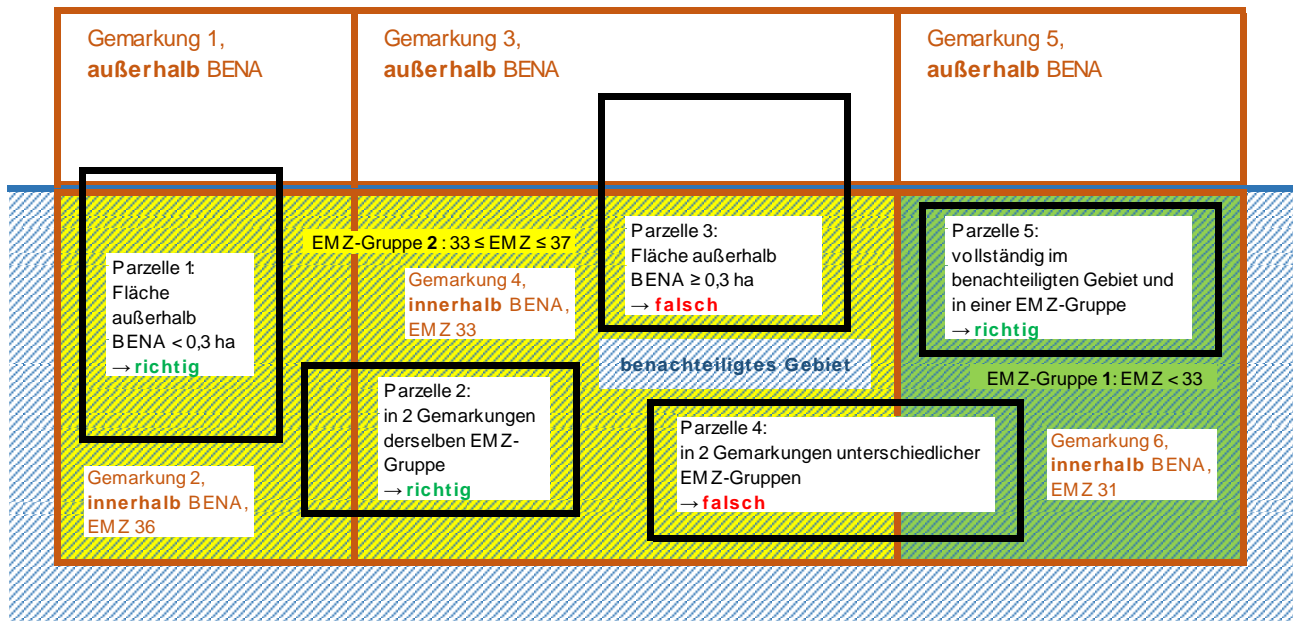 Gemarkung 1,
außerhalb BENA
Gemarkung 3,
außerhalb BENA
Gemarkung 5,
außerhalb BENA
EMZ-Gruppe 2 : 33 ≤ EMZ ≤ 37
Parzelle 1:
Fläche
außerhalb
BENA < 0,3 ha
→ richtig
Gemarkung 4,
innerhalb BENA,
EMZ 33
Parzelle 3:
Fläche außerhalb
BENA ≥ 0,3 ha
→ falsch
Parzelle 5:
vollständig im
benachteiligten Gebiet und
in einer EMZ-Gruppe
→ richtig
benachteiligtes Gebiet
EMZ-Gruppe 1: EMZ < 33
Parzelle 2:
in 2 Gemarkungen
derselben EMZ-
Gruppe
→ richtig
Parzelle 4:
in 2 Gemarkungen unterschiedlicher
EMZ-Gruppen
→ falsch
Gemarkung 6,
innerhalb BENA,
EMZ 31
Gemarkung 2,
innerhalb BENA,
EMZ 36